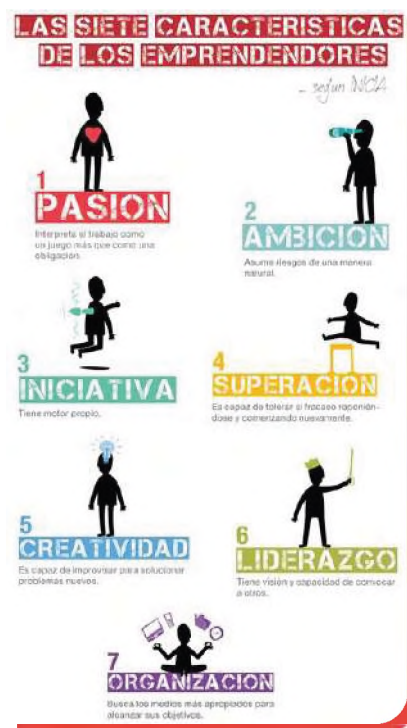 LAS SIETE CARACTERISTICAS
DE LOS EMPRENDENDORES
_ según INICIA
1
PASION
Interpreta el trabajo como
un juego más que como una
obligación.
2
AMBICION
Asume riesgos de una manera
natural.
3
INICIATIVA
Tiene motor propio.
4
SUPERACION
Es capaz de tolerar el fracaso reponién-
dose y comenzando nuevamente.
5
CREATIVIDAD
Es capaz de improvisar para solucionar
problemas nuevos.
6
LIDERAZGO
Tiene visión y capacidad de convocar
a otros.
7
ORGANIZACION
Busca los medios más apropiados para
alcanzar sus objetivos.